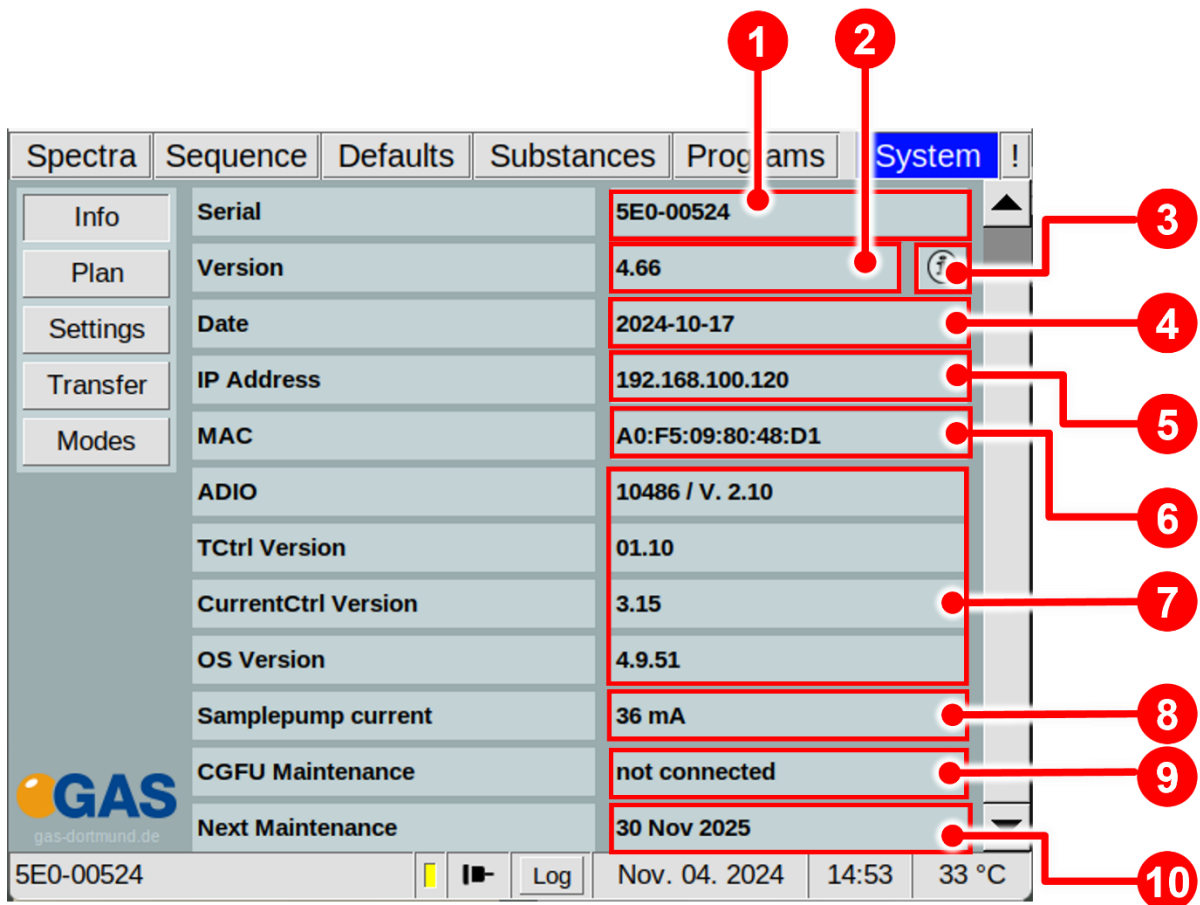 1 2
Spectra Sequence Defaults Substances Programs System !
Info Serial 5E0-00524
3
Plan Version 4.66 i
Settings Date 2024-10-17 4
Transfer IP Address 192.168.100.120
5
Modes MAC A0:F5:09:80:48:D1
ADIO 10486 / V. 2.10
6
TCtrl Version 01.10
CurrentCtrl Version 3.15 7
OS Version 4.9.51
Samplepump current 36 mA 8
CGFU Maintenance not connected 9
GAS
gas-dortmund.de
Next Maintenance 30 Nov 2025
5E0-00524 Log Nov. 04. 2024 14:53 33 °C 10